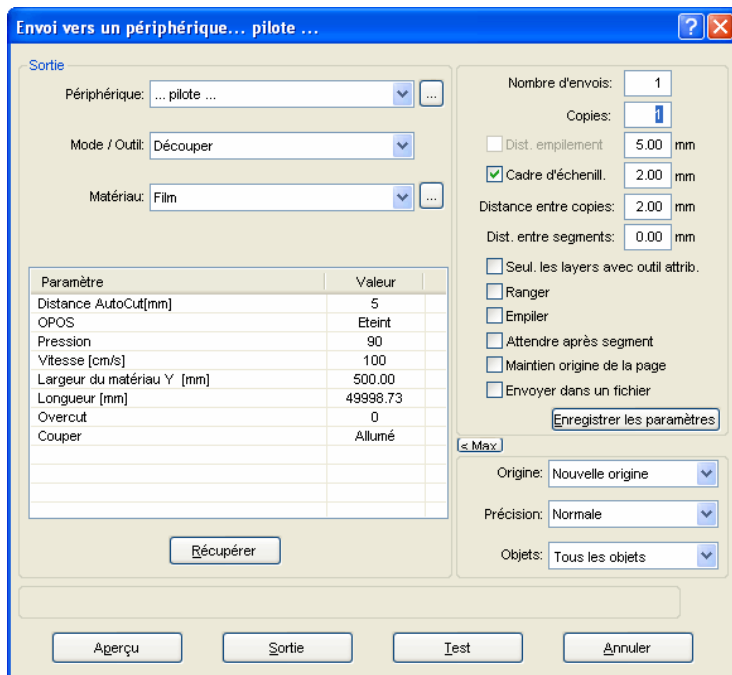 Envoi vers un périphérique... pilote ...
Sortie
Périphérique: ... pilote ... ...
Mode / Outil: Découper
Matériau: Film ...
Paramètre Valeur
Distance AutoCut[mm] 5
OPOS Eteint
Pression 90
Vitesse [cm/s] 100
Largeur du matériau Y [mm] 500.00
Longueur [mm] 49998.73
Overcut 0
Couper Allumé
Récupérer
Nombre d'envois: 1
Copies: 1
Dist. empilement 5.00 mm
Cadre d'échenill. 2.00 mm
Distance entre copies: 2.00 mm
Dist. entre segments: 0.00 mm
Seul. les layers avec outil attrib.
Ranger
Empiler
Attendre après segment
Maintien origine de la page
Envoyer dans un fichier
Enregistrer les paramètres
< Max
Origine: Nouvelle origine
Précision: Normale
Objets: Tous les objets
Aperçu Sortie Test Annuler